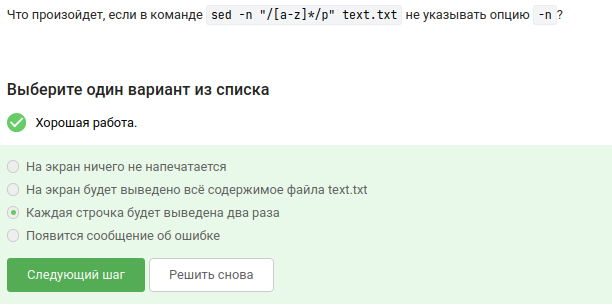 Что произойдет, если в команде sed -n "/[a-z]*/p" text.txt не указывать опцию -n ?
Выберите один вариант из списка
Хорошая работа.
На экран ничего не напечатается
На экран будет выведено всё содержимое файла text.txt
Каждая строчка будет выведена два раза
Появится сообщение об ошибке
Следующий шаг
Решить снова